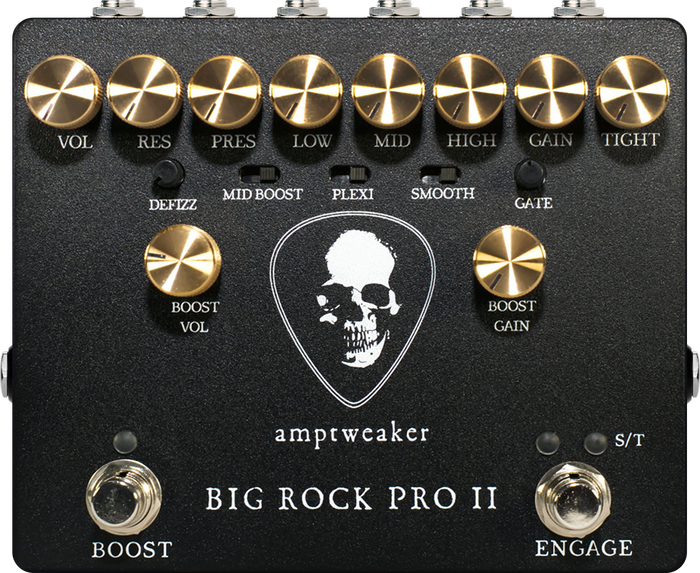 VOL RES PRES LOW MID HIGH GAIN TIGHT
DEFIZZ MID BOOST PLEXI SMOOTH GATE
BOOST
VOL
BOOST
GAIN
amptweaker
S/T
BIG ROCK PRO II
BOOST ENGAGE